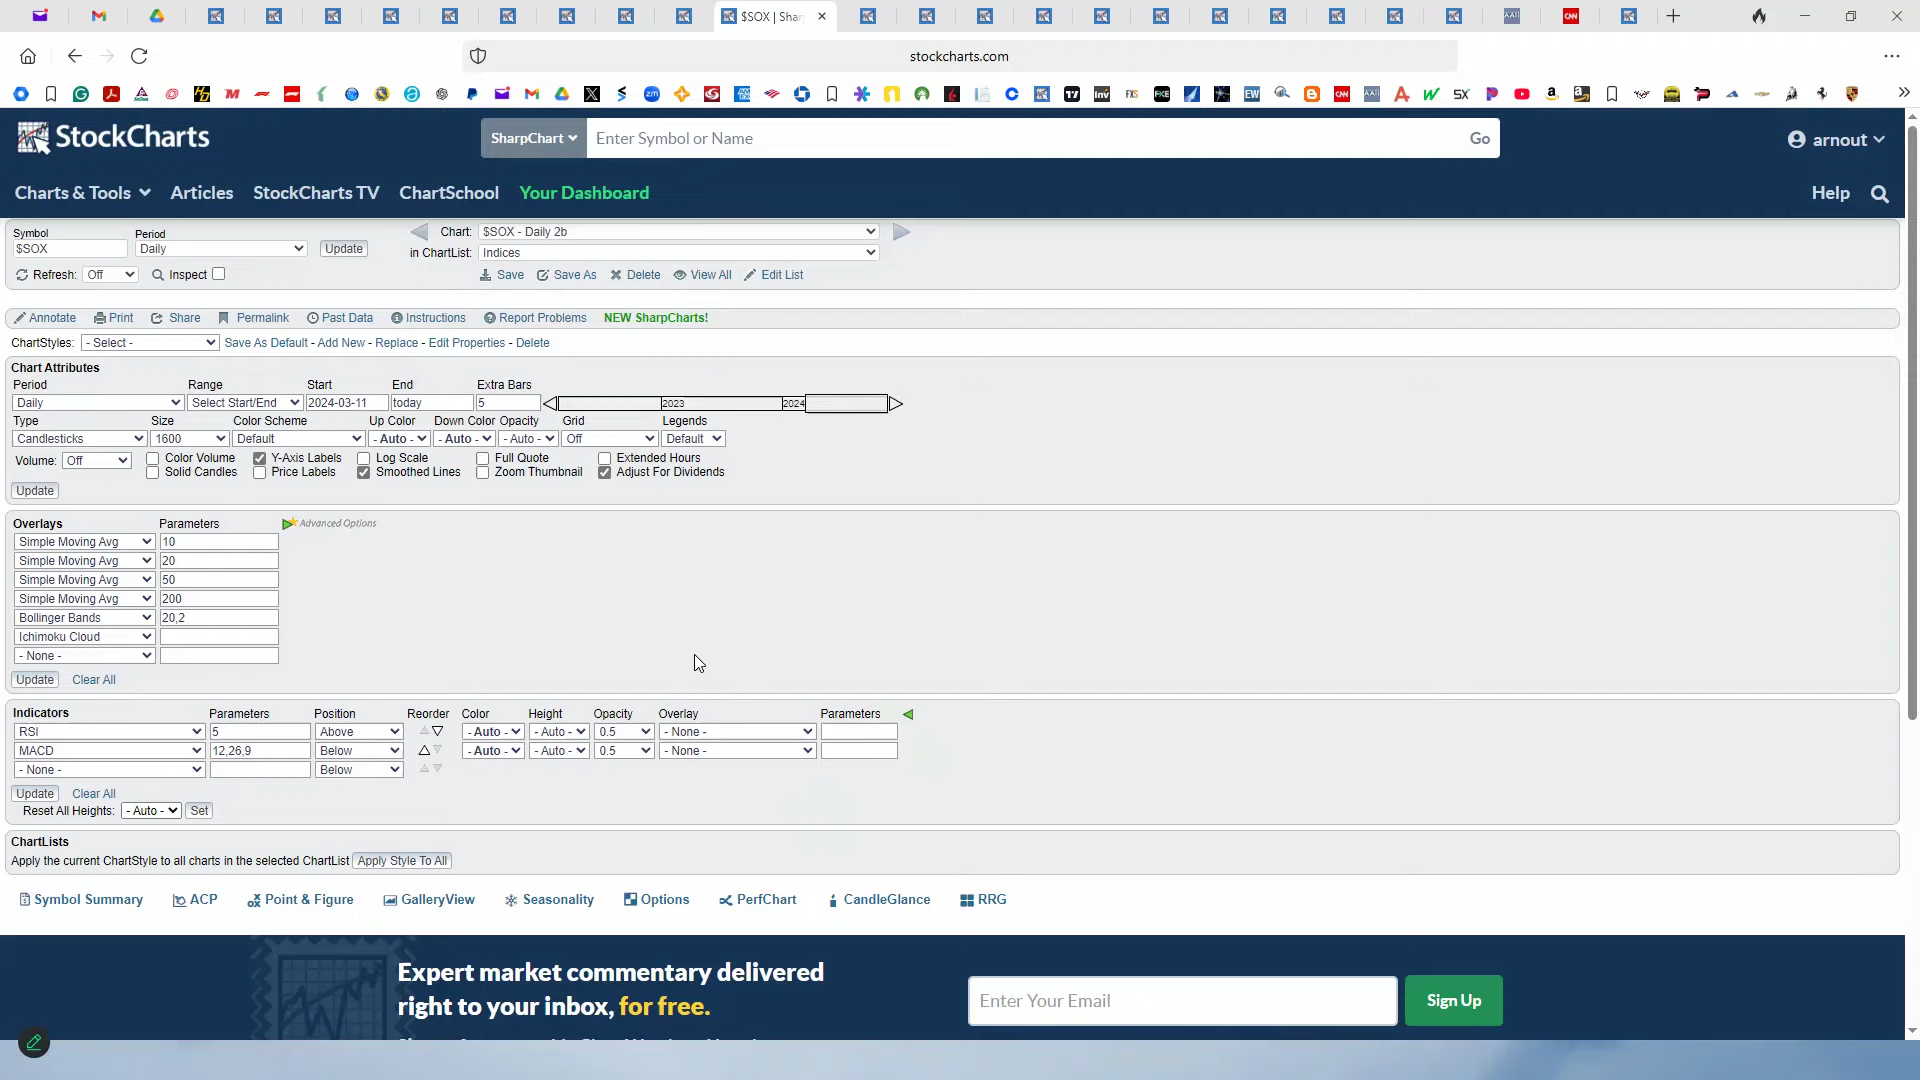 $SOX | Shar
stockcharts.com
StockCharts
SharpChart Enter Symbol or Name Go
arnout
Charts & Tools Articles StockCharts TV ChartSchool Your Dashboard Help
Symbol Period
$SOX Daily Update
Chart: $SOX - Daily 2b
in ChartList: Indices
Refresh: Off Inspect
Save Save As Delete View All Edit List
Annotate Print Share Permalink Past Data Instructions Report Problems NEW SharpCharts!
ChartStyles: - Select - Save As Default - Add New - Replace - Edit Properties - Delete
Chart Attributes
Period Range Start End Extra Bars
Daily Select Start/End 2024-03-11 today 5 2023 2024
Type Size Color Scheme Up Color Down Color Opacity Grid Legends
Candlesticks 1600 Default - Auto - - Auto - - Auto - Off Default
Volume: Off Color Volume Y-Axis Labels Log Scale Full Quote Extended Hours
Solid Candles Price Labels Smoothed Lines Zoom Thumbnail Adjust For Dividends
Update
Overlays Parameters Advanced Options
Simple Moving Avg 10
Simple Moving Avg 20
Simple Moving Avg 50
Simple Moving Avg 200
Bollinger Bands 20,2
Ichimoku Cloud
- None -
Update Clear All
Indicators Parameters Position Reorder Color Height Opacity Overlay Parameters
RSI 5 Above - Auto - - Auto - 0.5 - None -
MACD 12,26,9 Below - Auto - - Auto - 0.5 - None -
- None - Below
Update Clear All
Reset All Heights: - Auto - Set
ChartLists
Apply the current ChartStyle to all charts in the selected ChartList Apply Style To All
Symbol Summary ACP Point & Figure GalleryView Seasonality Options PerfChart CandleGlance RRG
Expert market commentary delivered
right to your inbox, for free.
Enter Your Email Sign Up